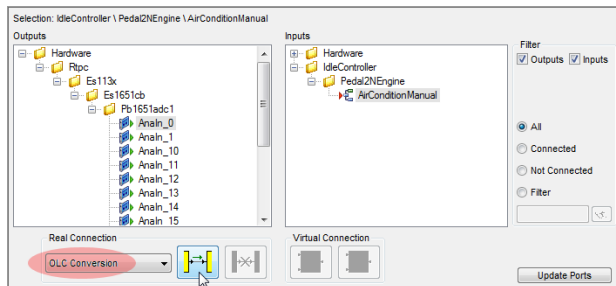 Selection: IdleController \ Pedal2NEngine \ AirConditionManual
Outputs
Hardware
Rtpc
Es113x
Es1651cb
Pb1651adc1
AnaIn_0
AnaIn_1
AnaIn_10
AnaIn_11
AnaIn_12
AnaIn_13
AnaIn_14
AnaIn_15
Inputs
Hardware
IdleController
Pedal2NEngine
AirConditionManual
Filter
Outputs Inputs
All
Connected
Not Connected
Filter
Real Connection
OLC Conversion
Virtual Connection
Update Ports